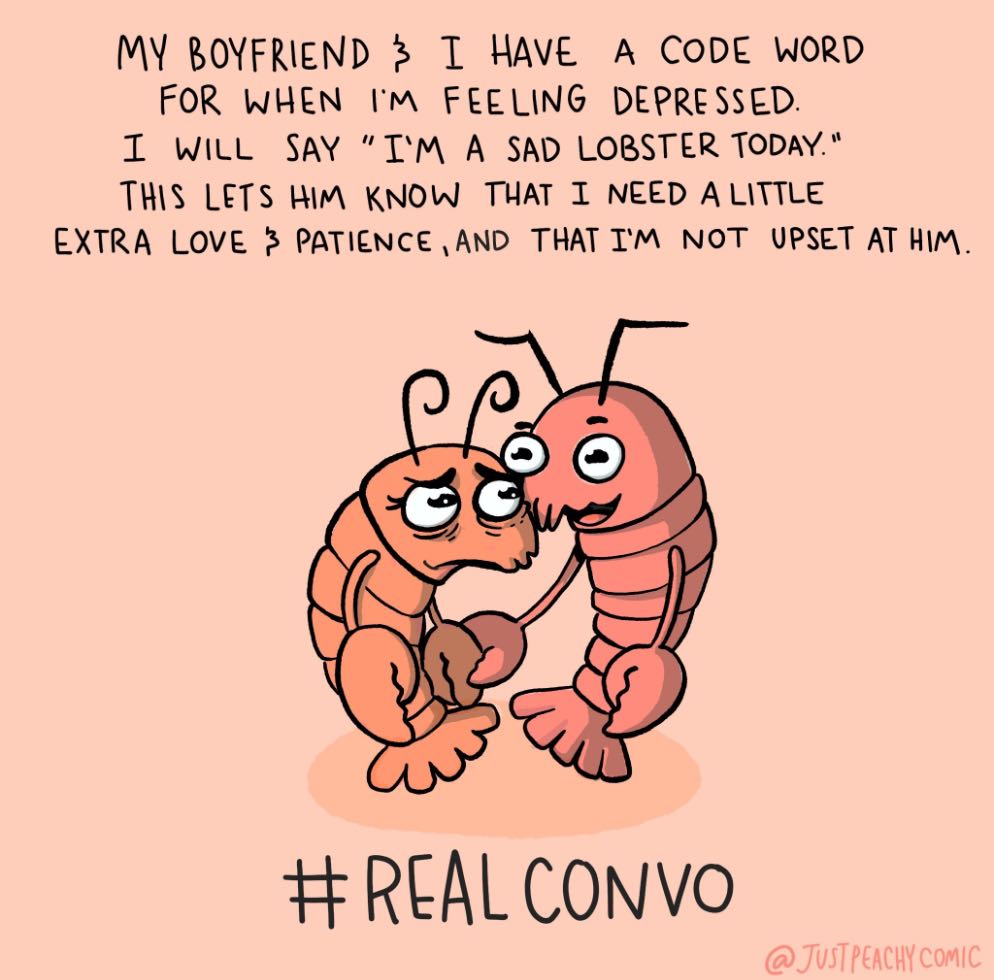 MY BOYFRIEND & I HAVE A CODE WORD
FOR WHEN I'M FEELING DEPRESSED.
I WILL SAY "I'M A SAD LOBSTER TODAY."
THIS LETS HIM KNOW THAT I NEED A LITTLE
EXTRA LOVE & PATIENCE, AND THAT I'M NOT UPSET AT HIM.
#REALCONVO
@JUSTPEACHYCOMIC